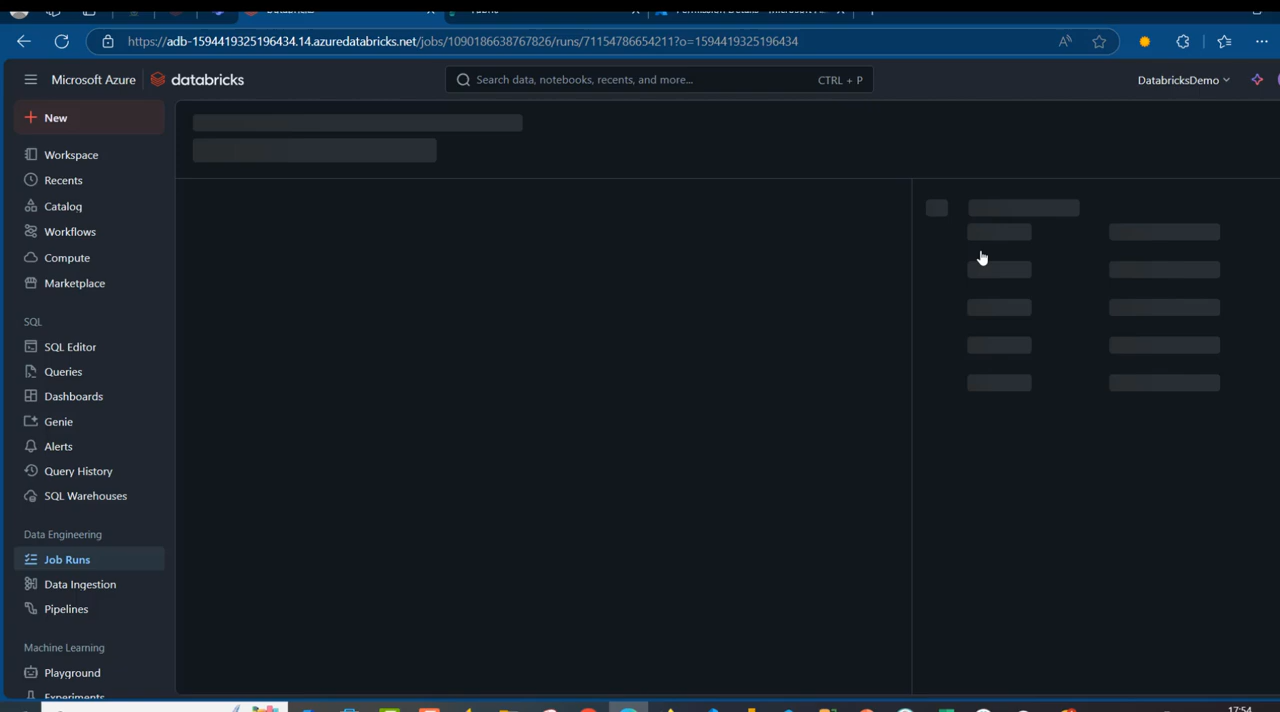 https://adb-1594419325196434.14.azuredatabricks.net/jobs/1090186638767826/runs/71154786654211?o=1594419325196434
Microsoft Azure databricks
Search data, notebooks, recents, and more... CTRL + P
DatabricksDemo
New
Workspace
Recents
Catalog
Workflows
Compute
Marketplace
SQL
SQL Editor
Queries
Dashboards
Genie
Alerts
Query History
SQL Warehouses
Data Engineering
Job Runs
Data Ingestion
Pipelines
Machine Learning
Playground
Experiments
17:54